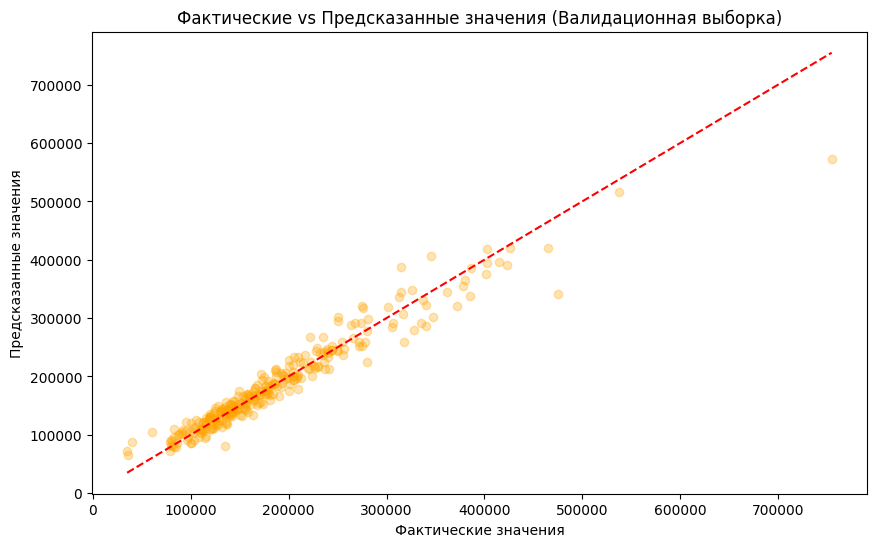 Фактические vs Предсказанные значения (Валидационная выборка)
Предсказанные значения
700000
600000
500000
400000
300000
200000
100000
0
0 100000 200000 300000 400000 500000 600000 700000
Фактические значения